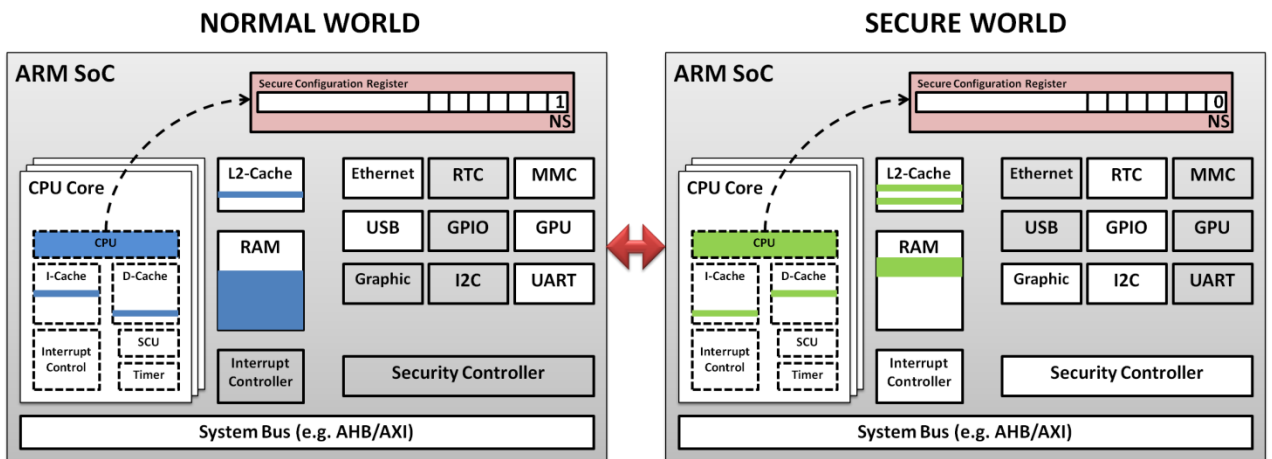 NORMAL WORLD
ARM SoC
Secure Configuration Register
1
NS
CPU Core
CPU
I-Cache
D-Cache
Interrupt
Control
SCU
Timer
L2-Cache
RAM
Interrupt
Controller
Ethernet
RTC
MMC
USB
GPIO
GPU
Graphic
I2C
UART
Security Controller
System Bus (e.g. AHB/AXI)
SECURE WORLD
ARM SoC
Secure Configuration Register
0
NS
CPU Core
CPU
I-Cache
D-Cache
Interrupt
Control
SCU
Timer
L2-Cache
RAM
Interrupt
Controller
Ethernet
RTC
MMC
USB
GPIO
GPU
Graphic
I2C
UART
Security Controller
System Bus (e.g. AHB/AXI)